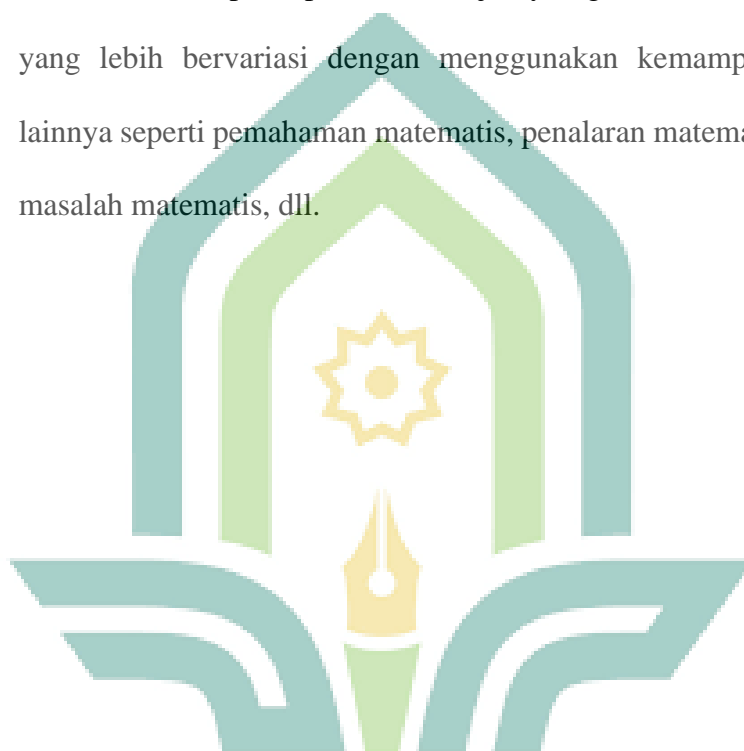 yang lebih bervariasi dengan menggunakan kemamp
lainnya seperti pemahaman matematis, penalaran matema
masalah matematis, dll.